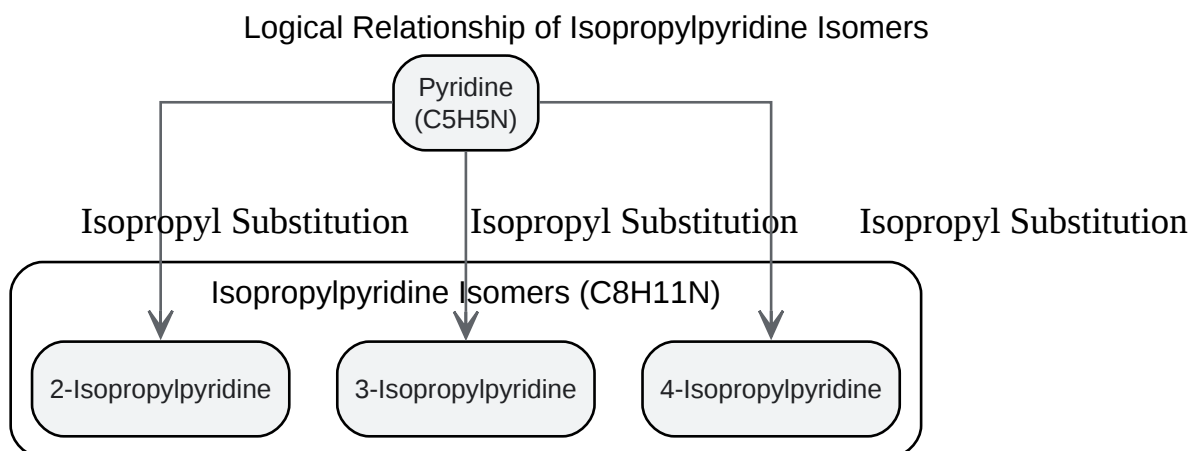 Logical Relationship of Isopropylpyridine Isomers
Pyridine
(C5H5N)
Isopropyl Substitution
Isopropyl Substitution
Isopropyl Substitution
Isopropylpyridine Isomers (C8H11N)
2-Isopropylpyridine
3-Isopropylpyridine
4-Isopropylpyridine